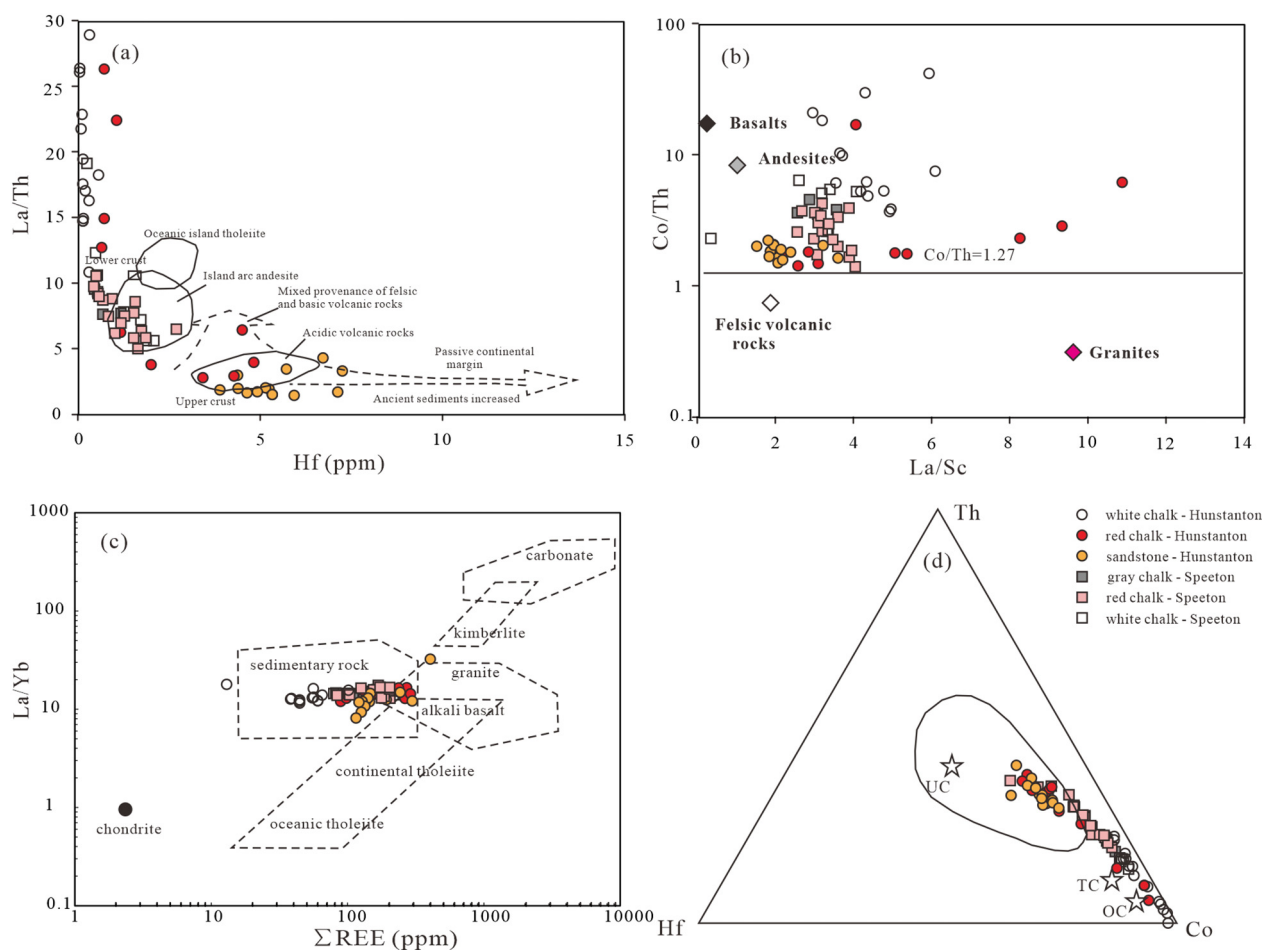 30
25
20
15
10
5
0
La/Th
(a)
Oceanic island tholeiite
Lower crust
Island arc andesite
Mixed provenance of felsic
and basic volcanic rocks
Acidic volcanic rocks
Passive continental
margin
Upper crust
Ancient sediments increased
0 5 10 15
Hf (ppm)
100
10
1
0.1
Co/Th
(b)
Basalts
Andesites
Co/Th=1.27
Felsic volcanic
rocks
Granites
0 2 4 6 8 10 12 14
La/Sc
1000
100
10
1
0.1
La/Yb
(c)
carbonate
kimberlite
sedimentary rock
granite
alkali basalt
continental tholeiite
oceanic tholeiite
chondrite
1 10 100 1000 10000
ΣREE (ppm)
Th
(d)
white chalk - Hunstanton
red chalk - Hunstanton
sandstone - Hunstanton
gray chalk - Speeton
red chalk - Speeton
white chalk - Speeton
UC
TC
OC
Hf
Co